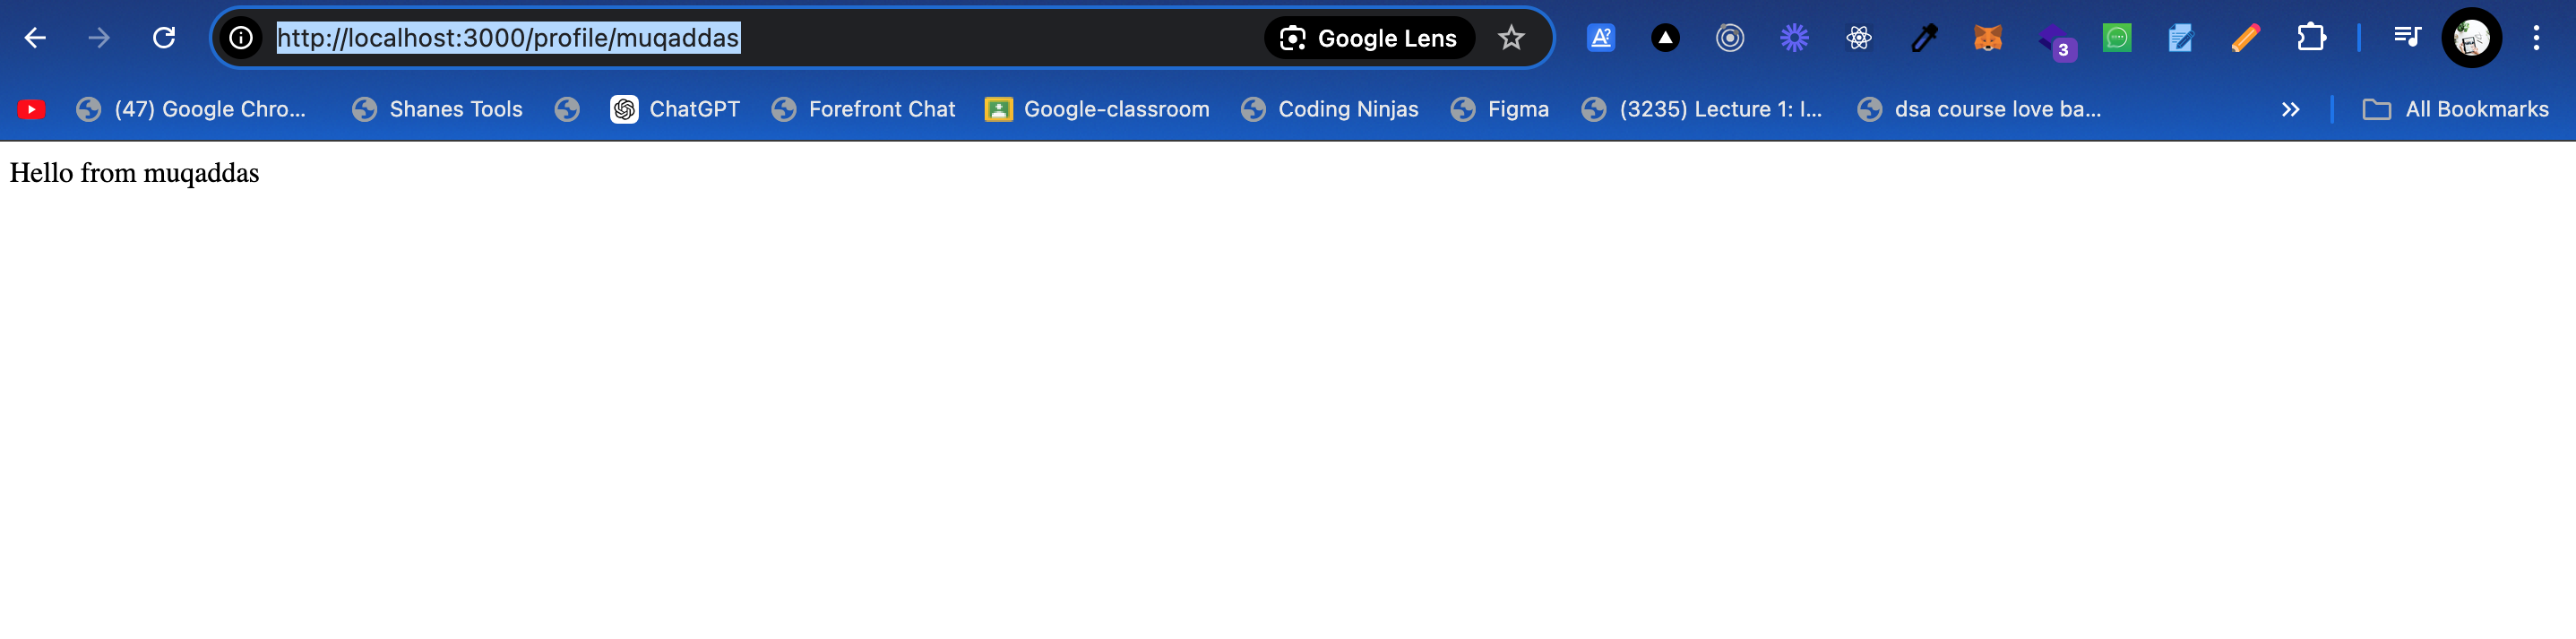 http://localhost:3000/profile/muqaddas Google Lens 3
(47) Google Chro... Shanes Tools ChatGPT Forefront Chat Google-classroom Coding Ninjas Figma (3235) Lecture 1: I... dsa course love ba... All Bookmarks
Hello from muqaddas